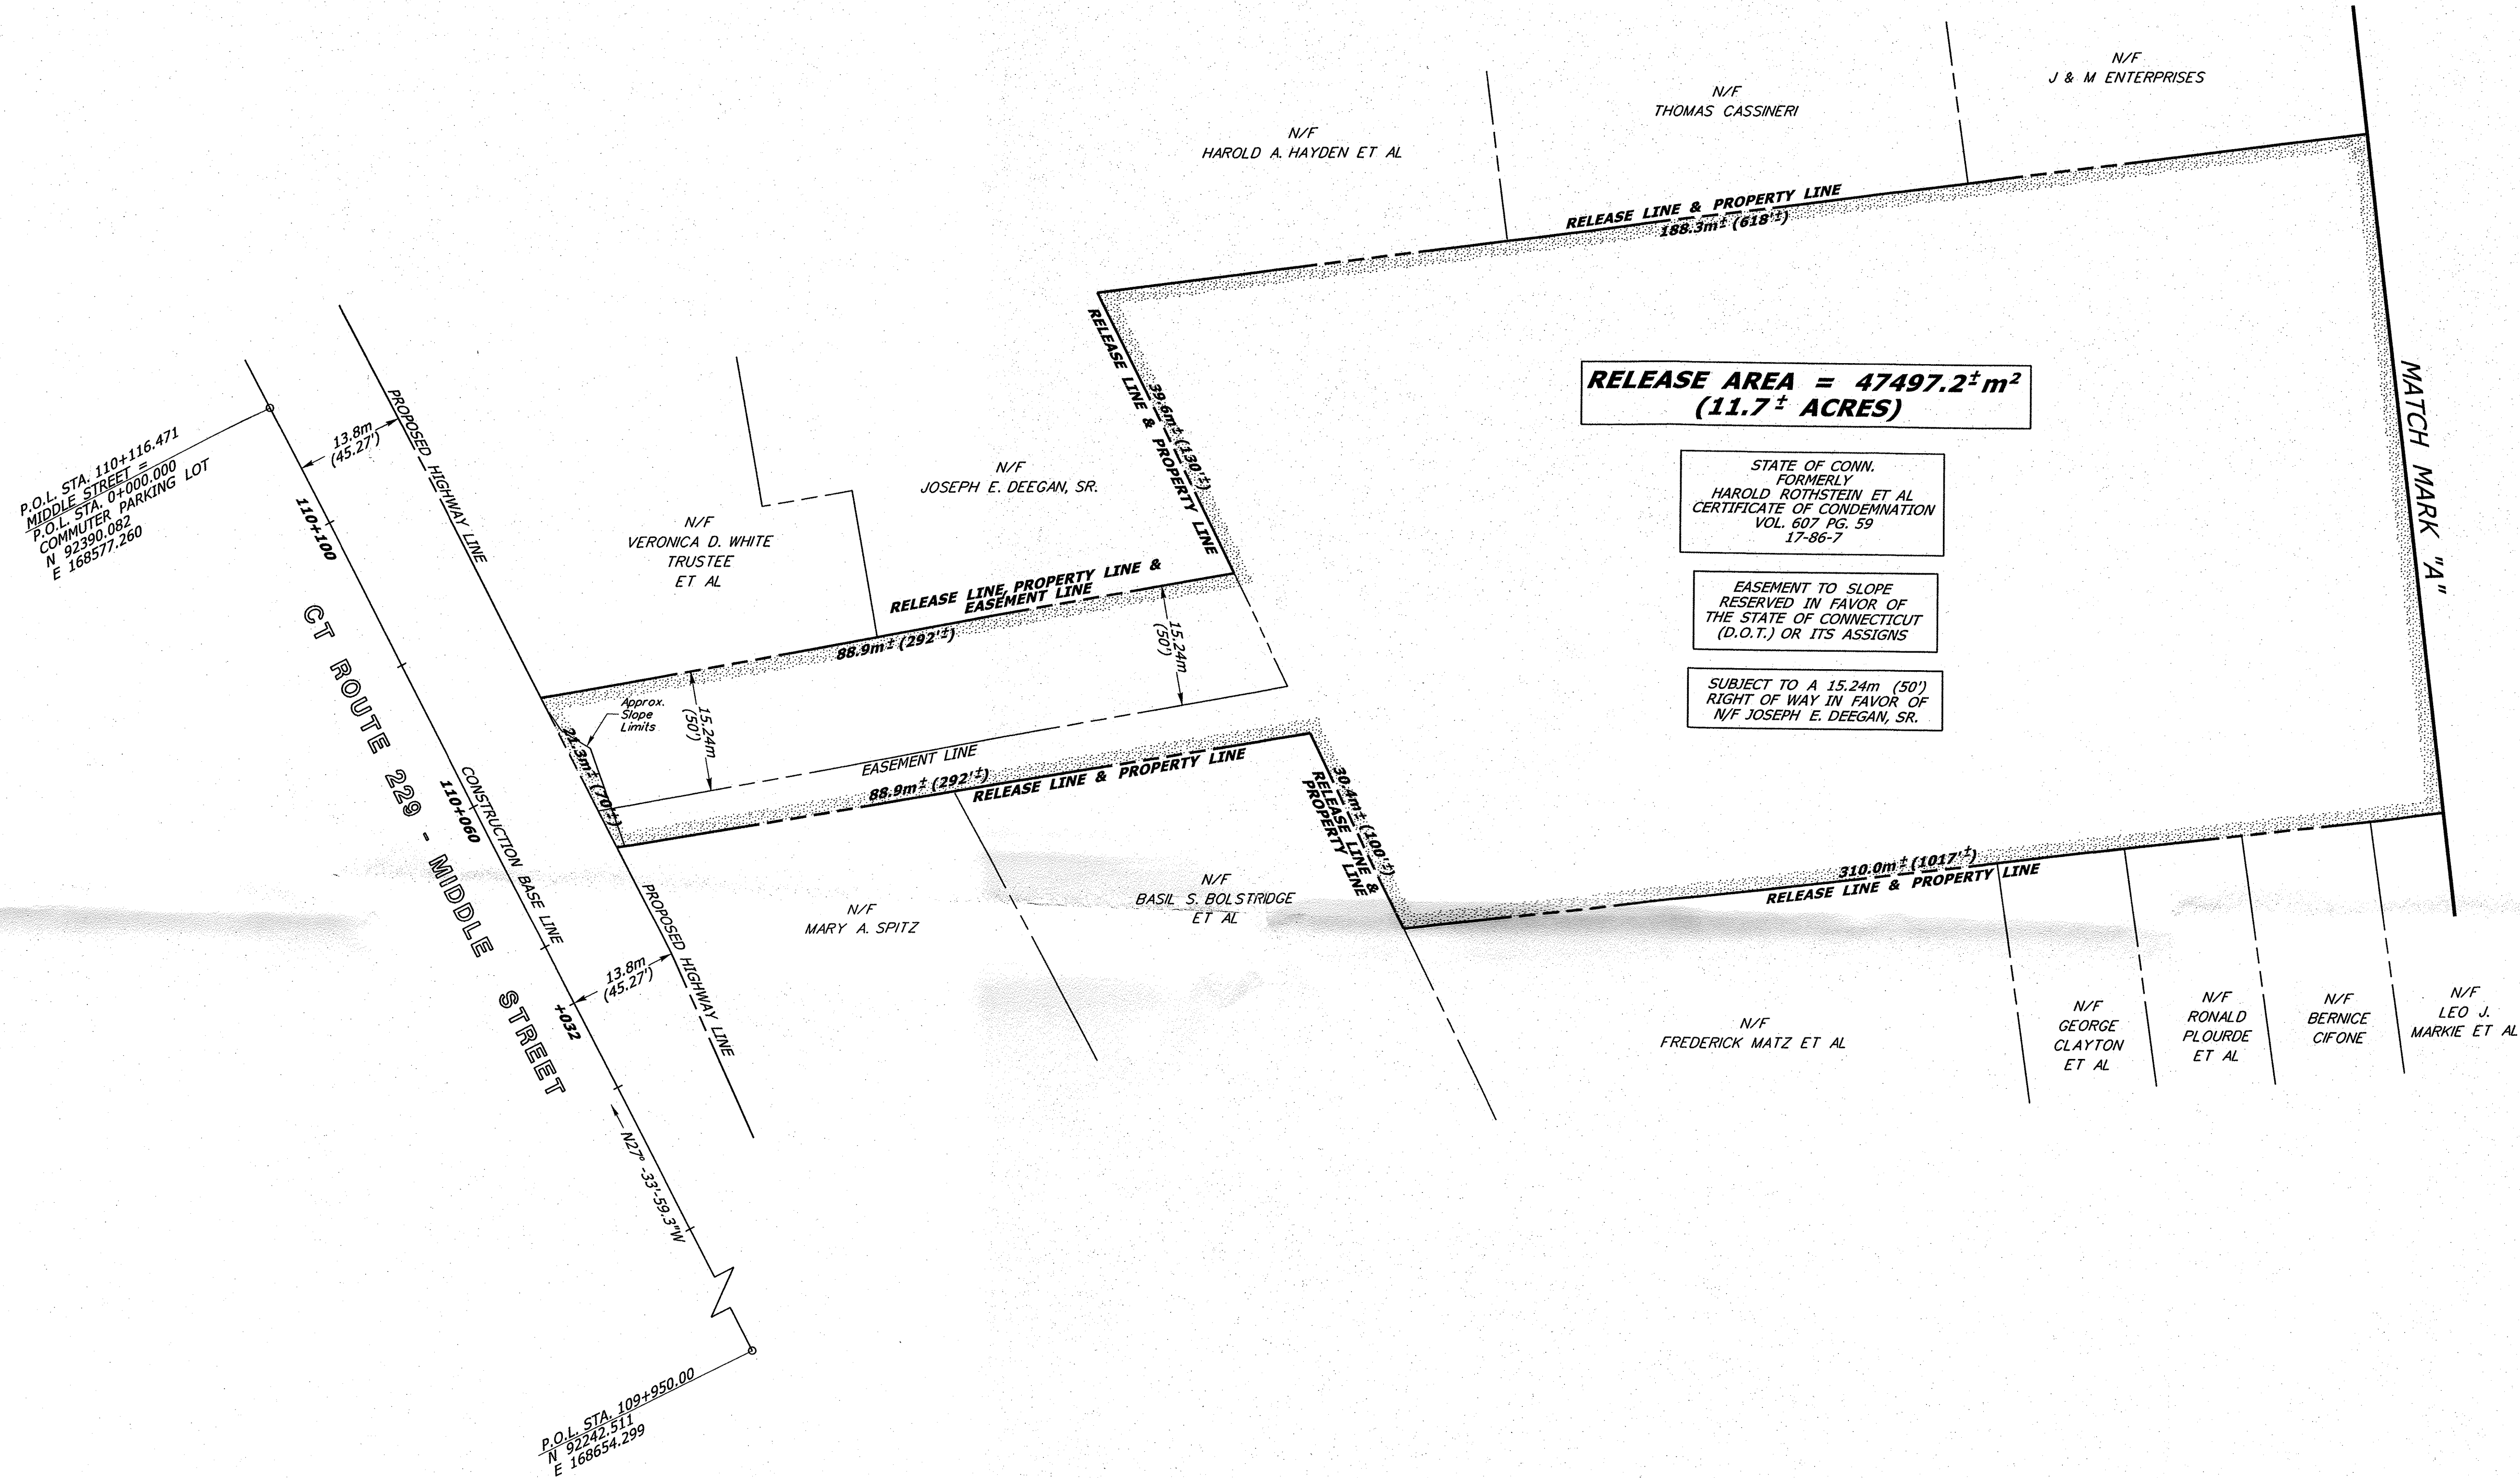 N/F
J & M ENTERPRISES
N/F
THOMAS CASSINERI
N/F
HAROLD A. HAYDEN ET AL
RELEASE LINE & PROPERTY LINE
188.3m± (618'±)
RELEASE LINE & PROPERTY LINE
39.6m± (130'±)
MATCH MARK "A"
RELEASE AREA = 47497.2± m²
(11.7± ACRES)
STATE OF CONN.
FORMERLY
HAROLD ROTHSTEIN ET AL
CERTIFICATE OF CONDEMNATION
VOL. 607 PG. 59
17-86-7
EASEMENT TO SLOPE
RESERVED IN FAVOR OF
THE STATE OF CONNECTICUT
(D.O.T.) OR ITS ASSIGNS
SUBJECT TO A 15.24m (50')
RIGHT OF WAY IN FAVOR OF
N/F JOSEPH E. DEEGAN, SR.
P.O.L. STA. 110+116.471
MIDDLE STREET =
P.O.L. STA. 0+000.000
COMMUTER PARKING LOT
N 92390.082
E 168577.260
13.8m
(45.27')
PROPOSED HIGHWAY LINE
110+100
N/F
JOSEPH E. DEEGAN, SR.
N/F
VERONICA D. WHITE
TRUSTEE
ET AL
RELEASE LINE, PROPERTY LINE &
EASEMENT LINE
88.9m± (292'±)
15.24m
(50')
15.24m
(50')
Approx.
Slope
Limits
21.3m± (70'±)
EASEMENT LINE
88.9m± (292'±)
RELEASE LINE & PROPERTY LINE
30.4m± (100'±)
RELEASE LINE &
PROPERTY LINE
310.0m± (1017'±)
RELEASE LINE & PROPERTY LINE
CT ROUTE 229 - MIDDLE STREET
CONSTRUCTION BASE LINE
110+060
PROPOSED HIGHWAY LINE
13.8m
(45.27')
+032
N27° -33'-59.3"W
N/F
MARY A. SPITZ
N/F
BASIL S. BOLSTRIDGE
ET AL
N/F
FREDERICK MATZ ET AL
N/F
GEORGE
CLAYTON
ET AL
N/F
RONALD
PLOURDE
ET AL
N/F
BERNICE
CIFONE
N/F
LEO J.
MARKIE ET AL
P.O.L. STA. 109+950.00
N 92242.511
E 168654.299